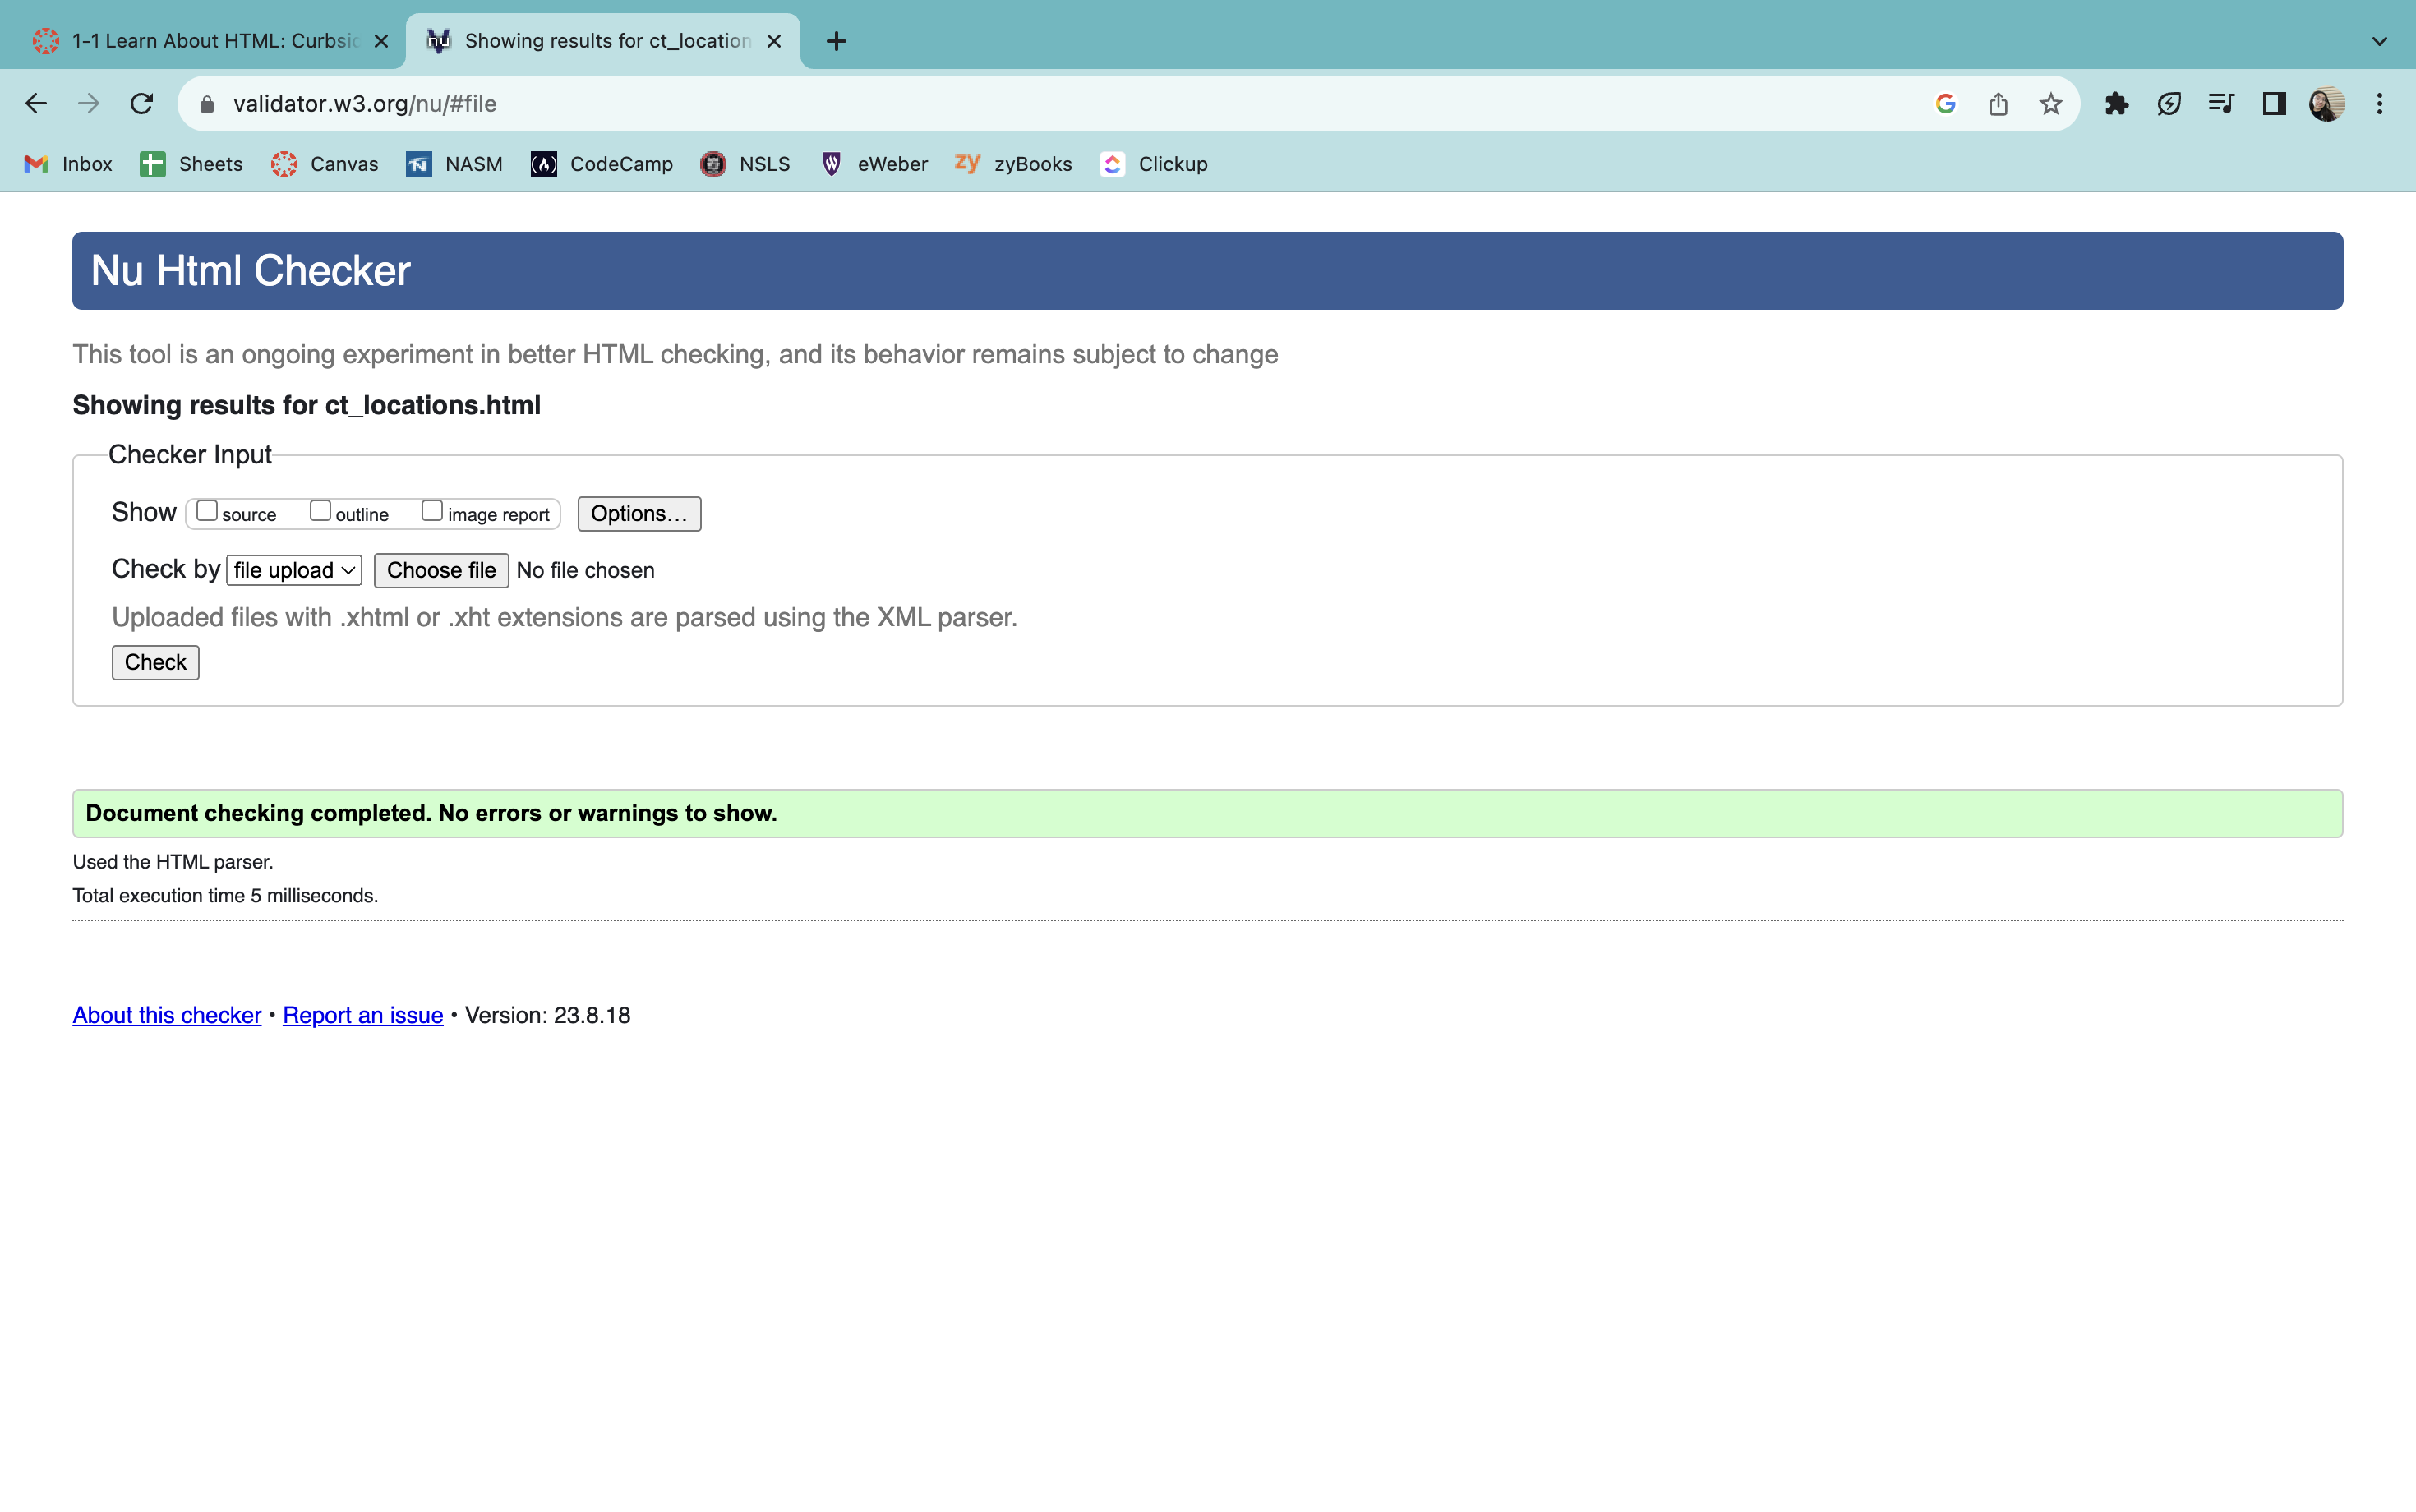 1-1 Learn About HTML: Curbsid
Showing results for ct_location
validator.w3.org/nu/#file
Inbox Sheets Canvas NASM CodeCamp NSLS eWeber zyBooks Clickup
Nu Html Checker
This tool is an ongoing experiment in better HTML checking, and its behavior remains subject to change
Showing results for ct_locations.html
Checker Input
Show source outline image report Options...
Check by file upload Choose file No file chosen
Uploaded files with .xhtml or .xht extensions are parsed using the XML parser.
Check
Document checking completed. No errors or warnings to show.
Used the HTML parser.
Total execution time 5 milliseconds.
About this checker • Report an issue • Version: 23.8.18